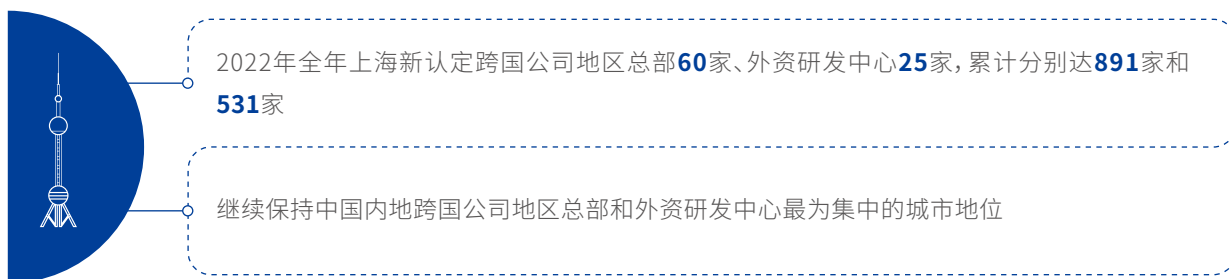 2022年全年上海新认定跨国公司地区总部60家、外资研发中心25家，累计分别达891家和
531家
继续保持中国内地跨国公司地区总部和外资研发中心最为集中的城市地位